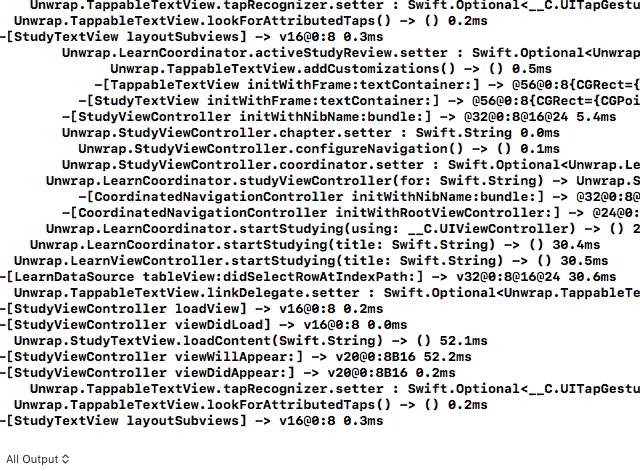 Unwrap.TappableTextView.tapRecognizer.setter : Swift.Optional<__C.UITapGestu
Unwrap.TappableTextView.lookForAttributedTaps() -> () 0.2ms
-[StudyTextView layoutSubviews] -> v16@0:8 0.3ms
Unwrap.LearnCoordinator.activeStudyReview.setter : Swift.Optional<Unwrap
Unwrap.TappableTextView.addCustomizations() -> () 0.5ms
-[TappableTextView initWithFrame:textContainer:] -> @56@0:8{CGRect={
-[StudyTextView initWithFrame:textContainer:] -> @56@0:8{CGRect={CGPoi
-[StudyViewController initWithNibName:bundle:] -> @32@0:8@16@24 5.4ms
Unwrap.StudyViewController.chapter.setter : Swift.String 0.0ms
Unwrap.StudyViewController.configureNavigation() -> () 0.1ms
Unwrap.StudyViewController.coordinator.setter : Swift.Optional<Unwrap.Le
Unwrap.LearnCoordinator.studyViewController(for: Swift.String) -> Unwrap.S
-[CoordinatedNavigationController initWithNibName:bundle:] -> @32@0:8@
-[CoordinatedNavigationController initWithRootViewController:] -> @24@0:
Unwrap.LearnCoordinator.startStudying(using: __C.UIViewController) -> () 2
Unwrap.LearnCoordinator.startStudying(title: Swift.String) -> () 30.4ms
Unwrap.LearnViewController.startStudying(title: Swift.String) -> () 30.5ms
-[LearnDataSource tableView:didSelectRowAtIndexPath:] -> v32@0:8@16@24 30.6ms
Unwrap.TappableTextView.linkDelegate.setter : Swift.Optional<Unwrap.TappableTe
-[StudyViewController loadView] -> v16@0:8 0.2ms
-[StudyViewController viewDidLoad] -> v16@0:8 0.0ms
Unwrap.StudyTextView.loadContent(Swift.String) -> () 52.1ms
-[StudyViewController viewWillAppear:] -> v20@0:8B16 52.2ms
-[StudyViewController viewDidAppear:] -> v20@0:8B16 0.2ms
Unwrap.TappableTextView.tapRecognizer.setter : Swift.Optional<__C.UITapGestu
Unwrap.TappableTextView.lookForAttributedTaps() -> () 0.2ms
-[StudyTextView layoutSubviews] -> v16@0:8 0.3ms
All Output